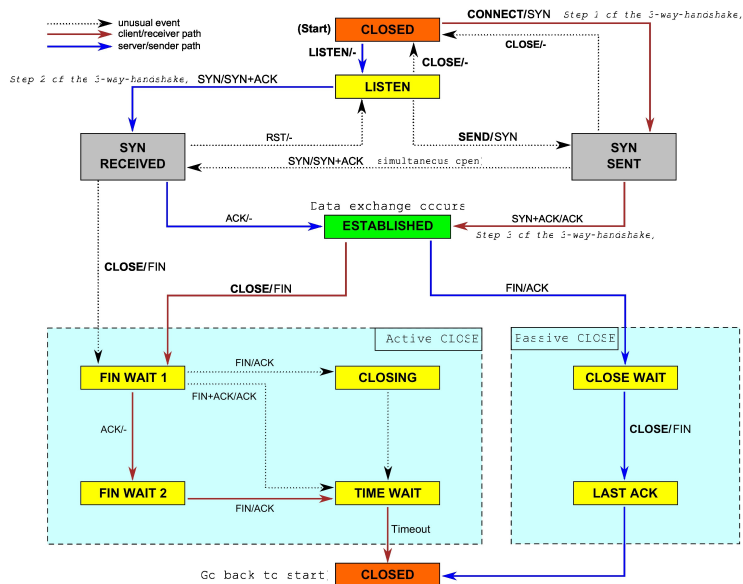 unusual event
client/receiver path
server/sender path
(Start)
CLOSED
CONNECT/SYN
Step 1 of the 3-way-handshake,
LISTEN/-
CLOSE/-
CLOSE/-
Step 2 of the 3-way-handshake,
SYN/SYN+ACK
LISTEN
RST/-
SEND/SYN
SYN
RECEIVED
SYN
SENT
SYN/SYN+ACK
simultaneous open)
Data exchange occurs
ACK/-
ESTABLISHED
SYN+ACK/ACK
Step 3 of the 3-way-handshake,
CLOSE/FIN
CLOSE/FIN
FIN/ACK
Active CLOSE
Passive CLOSE
FIN WAIT 1
FIN/ACK
CLOSING
CLOSE WAIT
FIN+ACK/ACK
ACK/-
CLOSE/FIN
FIN WAIT 2
FIN/ACK
TIME WAIT
LAST ACK
Timeout
Go back to start)
CLOSED